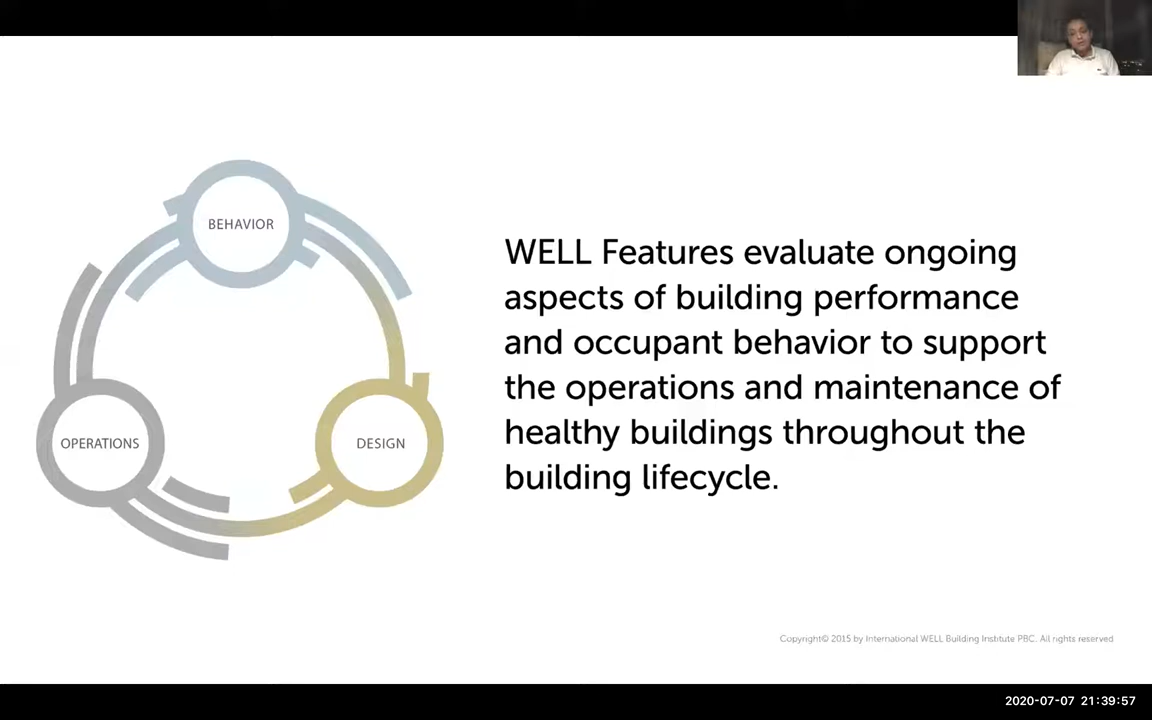 BEHAVIOR
OPERATIONS
DESIGN
WELL Features evaluate ongoing
aspects of building performance
and occupant behavior to support
the operations and maintenance of
healthy buildings throughout the
building lifecycle.
Copyright© 2015 by International WELL Building Institute PBC. All rights reserved
2020-07-07 21:39:57